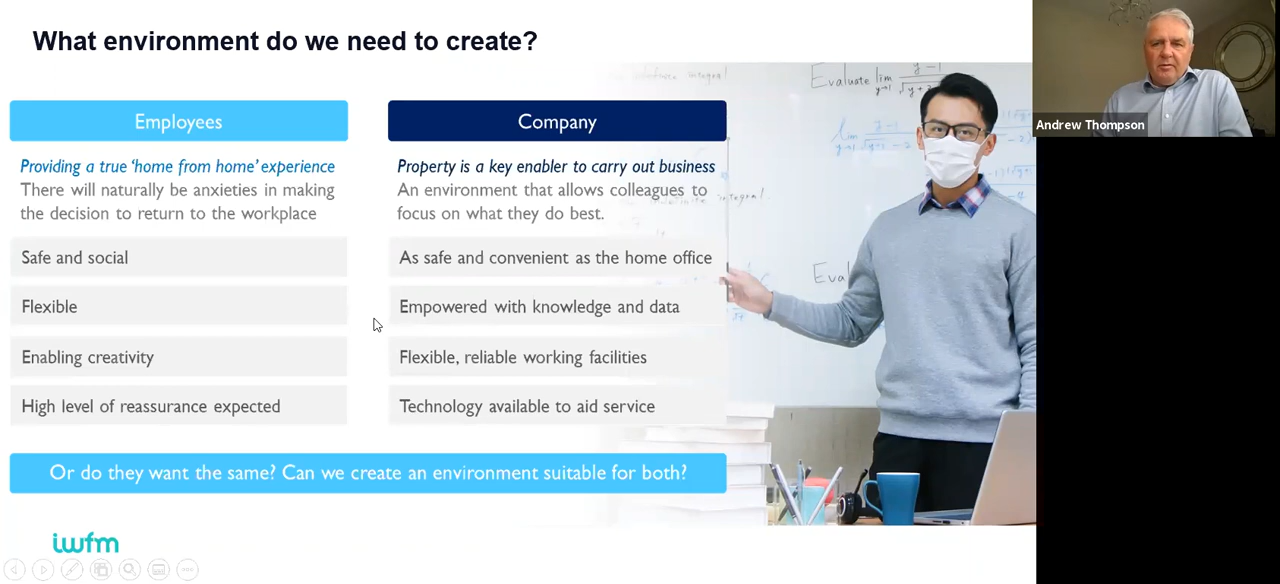 What environment do we need to create?
Andrew Thompson
Employees
Providing a true 'home from home' experience
There will naturally be anxieties in making
the decision to return to the workplace
Safe and social
Flexible
Enabling creativity
High level of reassurance expected
Company
Property is a key enabler to carry out business
An environment that allows colleagues to
focus on what they do best.
As safe and convenient as the home office
Empowered with knowledge and data
Flexible, reliable working facilities
Technology available to aid service
Evaluate lim
Or do they want the same? Can we create an environment suitable for both?
iwfm